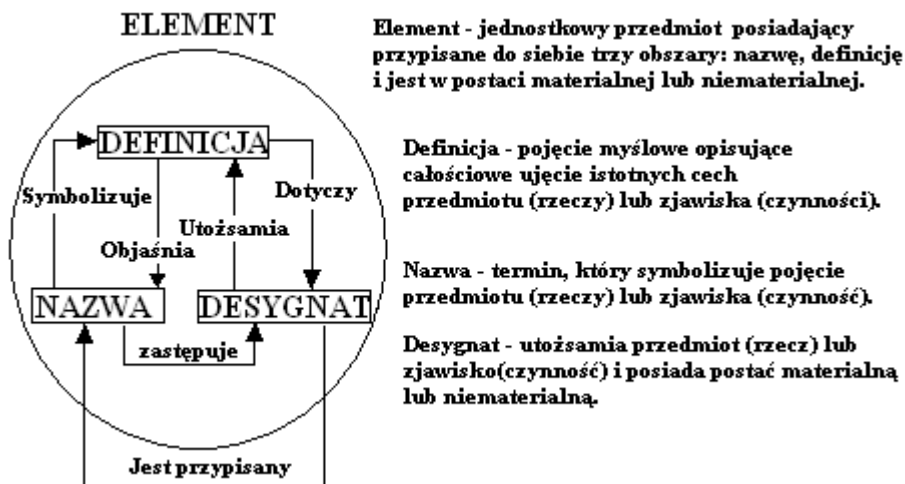 ELEMENT
DEFINICJA
Symbolizuje
Dotyczy
Utożsamia
Objaśnia
NAZWA
DESYGNAT
zastępuje
Jest przypisany
Element - jednostkowy przedmiot posiadający
przypisane do siebie trzy obszary: nazwę, definicję
i jest w postaci materialnej lub niematerialnej.
Definicja - pojęcie myślowe opisujące
całościowe ujęcie istotnych cech
przedmiotu (rzeczy) lub zjawiska (czynności).
Nazwa - termin, który symbolizuje pojęcie
przedmiotu (rzeczy) lub zjawiska (czynność).
Desygnat - utożsamia przedmiot (rzecz) lub
zjawisko(czynność) i posiada postać materialną
lub niematerialną.